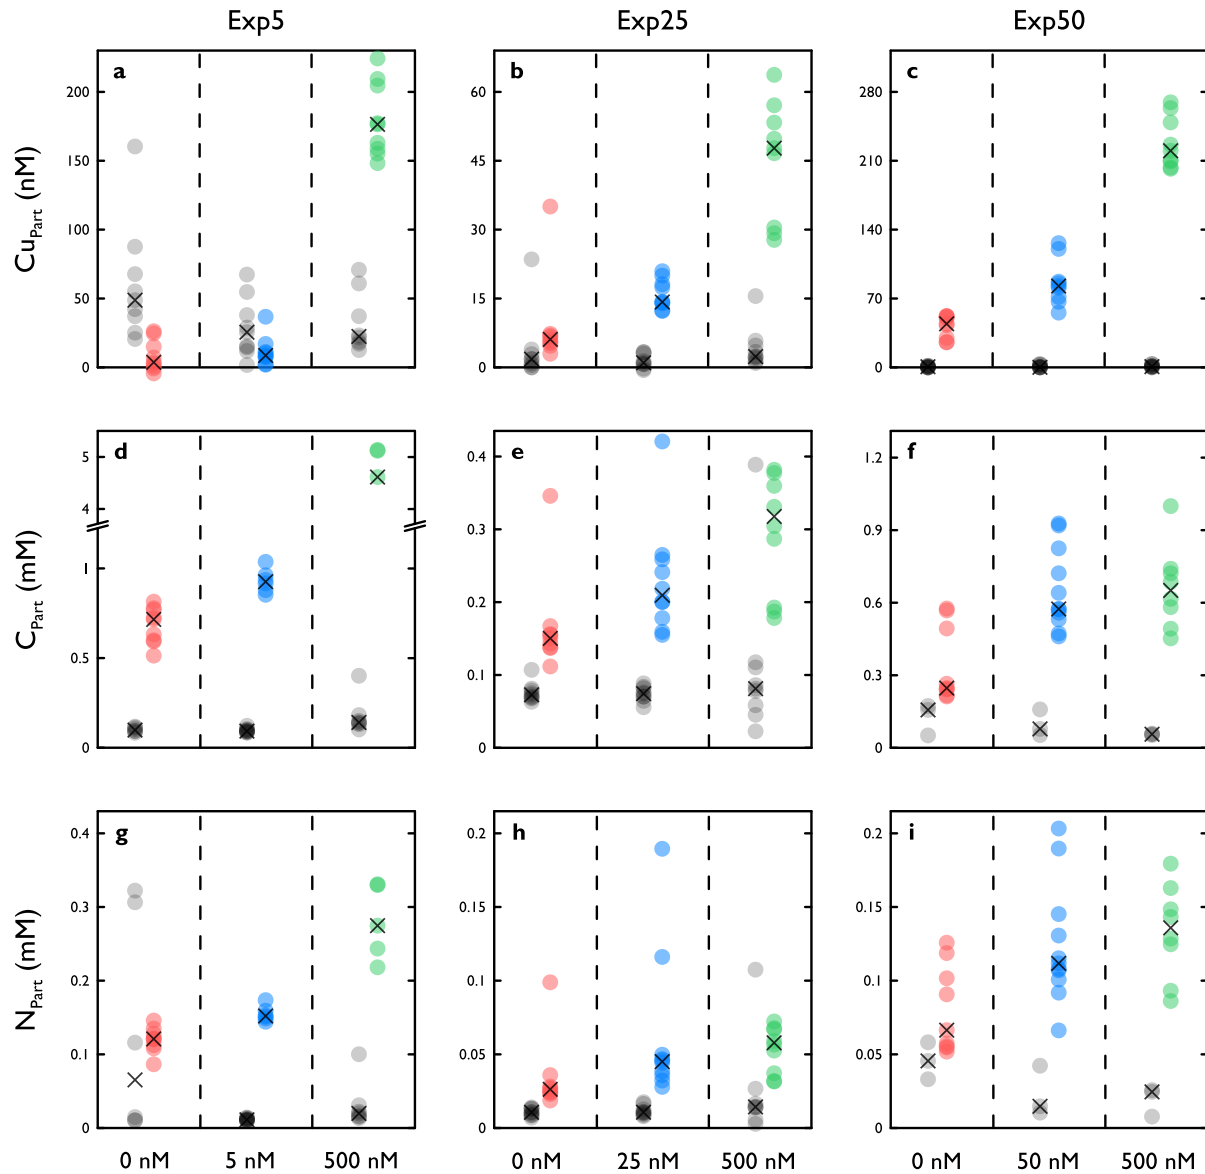 Exp5 Exp25 Exp50
a b c
200 60 280
150 45 210
100 30 140
50 15 70
0 0 0
Cu_Part (nM)
d e f
5 0.4 1.2
4 0.3 0.9
1 0.2 0.6
0.5 0.1 0.3
0 0 0
C_Part (mM)
g h i
0.4 0.2 0.2
0.3 0.15 0.15
0.2 0.1 0.1
0.1 0.05 0.05
0 0 0
N_Part (mM)
0 nM 5 nM 500 nM 0 nM 25 nM 500 nM 0 nM 50 nM 500 nM